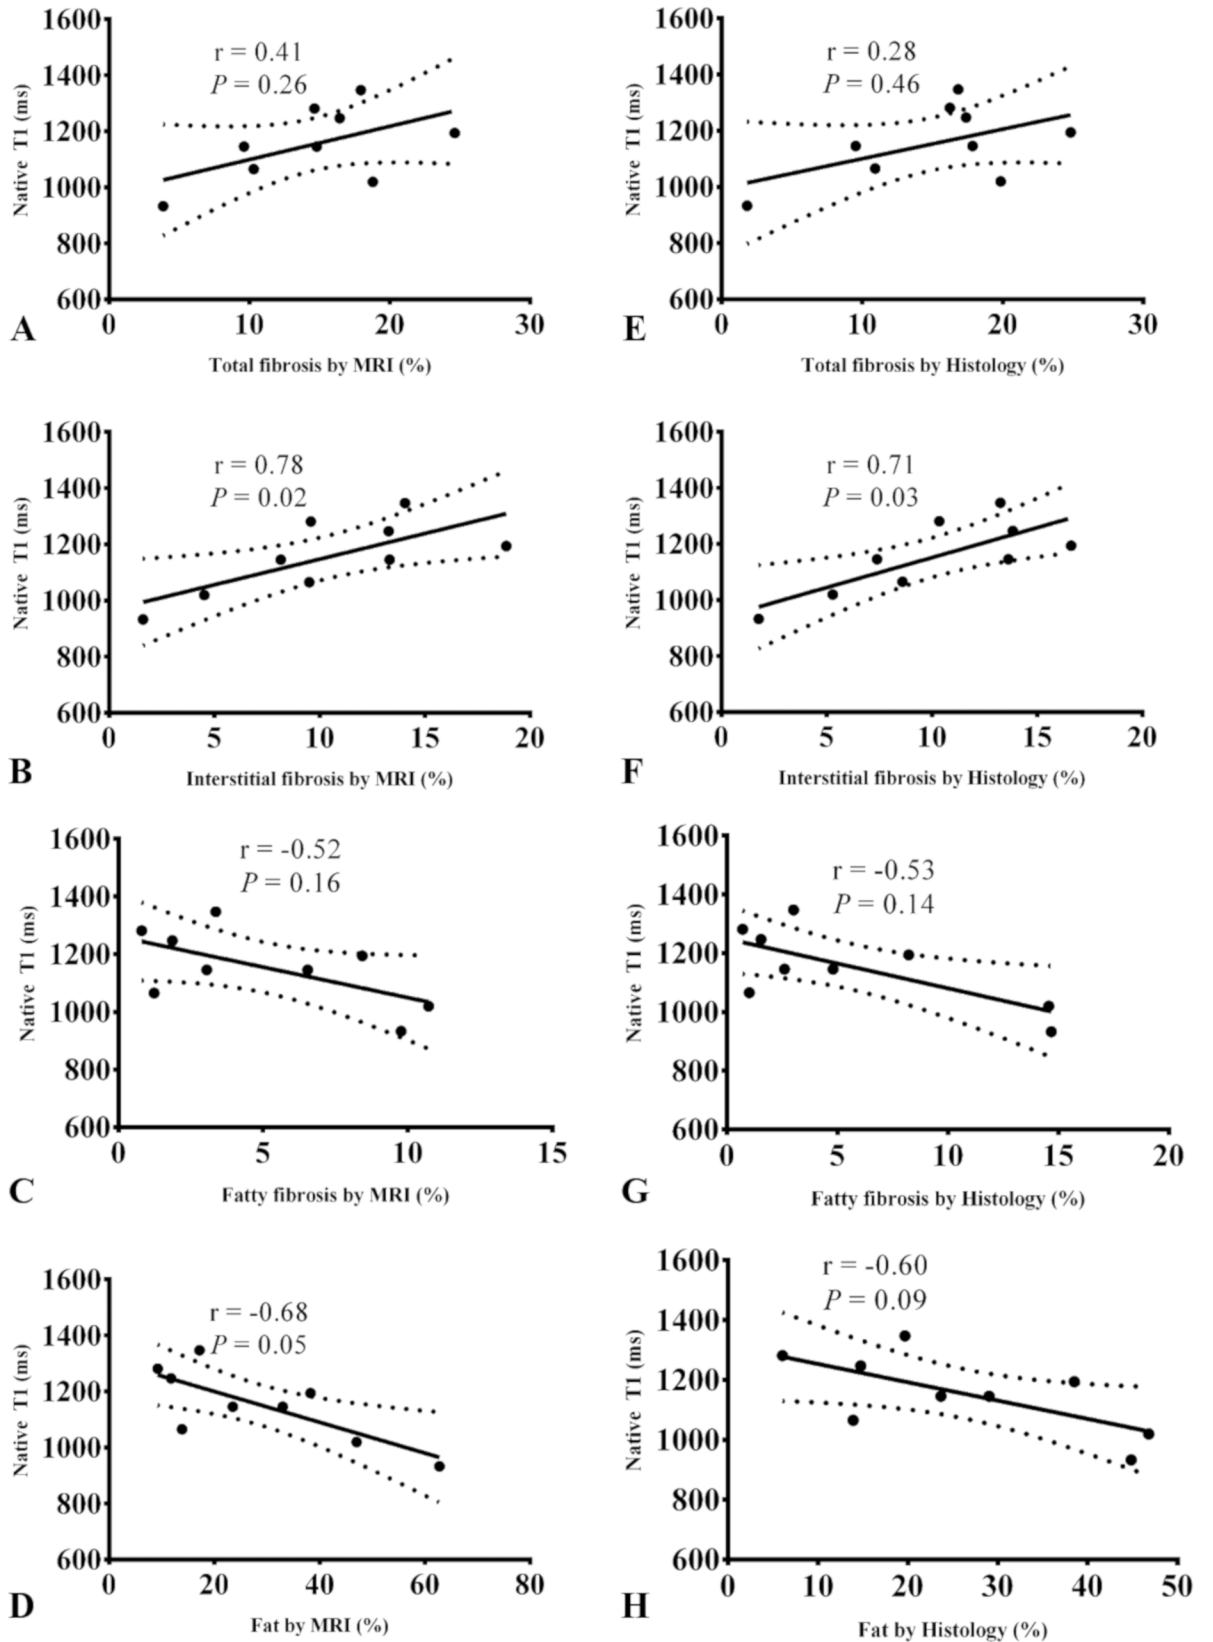 1600
1400
1200
1000
800
600
Native T1 (ms)
r = 0.41
P = 0.26
0 10 20 30
A
Total fibrosis by MRI (%)
1600
1400
1200
1000
800
600
Native T1 (ms)
r = 0.28
P = 0.46
0 10 20 30
E
Total fibrosis by Histology (%)
1600
1400
1200
1000
800
600
Native T1 (ms)
r = 0.78
P = 0.02
0 5 10 15 20
B
Interstitial fibrosis by MRI (%)
1600
1400
1200
1000
800
600
Native T1 (ms)
r = 0.71
P = 0.03
0 5 10 15 20
F
Interstitial fibrosis by Histology (%)
1600
1400
1200
1000
800
600
Native T1 (ms)
r = -0.52
P = 0.16
0 5 10 15
C
Fatty fibrosis by MRI (%)
1600
1400
1200
1000
800
600
Native T1 (ms)
r = -0.53
P = 0.14
0 5 10 15 20
G
Fatty fibrosis by Histology (%)
1600
1400
1200
1000
800
600
Native T1 (ms)
r = -0.68
P = 0.05
0 20 40 60 80
D
Fat by MRI (%)
1600
1400
1200
1000
800
600
Native T1 (ms)
r = -0.60
P = 0.09
0 10 20 30 40 50
H
Fat by Histology (%)